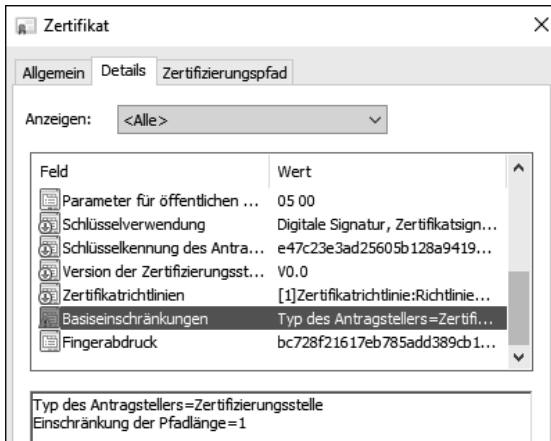 Zertifikat
Allgemein Details Zertifizierungspfad
Anzeigen: <Alle>
Feld Wert
Parameter für öffentlichen ... 05 00
Schlüsselverwendung Digitale Signatur, Zertifikatsign...
Schlüsselkennung des Antra... e47c23e3ad25605b128a9419...
Version der Zertifizierungsst... V0.0
Zertifikatrichtlinien [1]Zertifikatrichtlinie:Richtlinie...
Basiseinschränkungen Typ des Antragstellers=Zertifi...
Fingerabdruck bc728f21617eb785add389cb1...
Typ des Antragstellers=Zertifizierungsstelle
Einschränkung der Pfadlänge=1